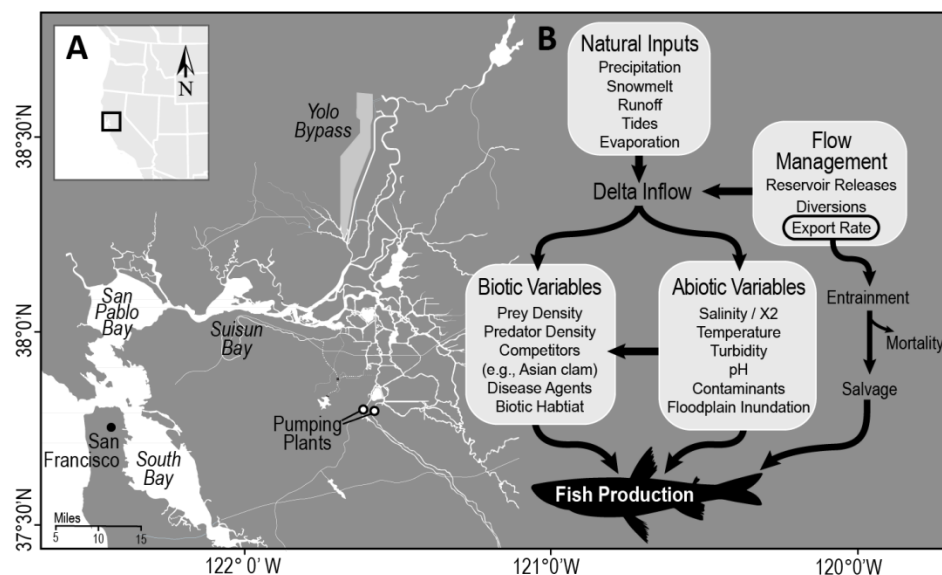 A
N
Yolo
Bypass
San
Pablo
Bay
Suisun
Bay
Pumping
Plants
San
Francisco
South
Bay
Miles
5 10 15
38°30'N
38°0'N
37°30'N
122°0'W
121°0'W
120°0'W
B
Natural Inputs
Precipitation
Snowmelt
Runoff
Tides
Evaporation
Flow
Management
Reservoir Releases
Diversions
Export Rate
Delta Inflow
Biotic Variables
Prey Density
Predator Density
Competitors
(e.g., Asian clam)
Disease Agents
Biotic Habtiat
Abiotic Variables
Salinity / X2
Temperature
Turbidity
pH
Contaminants
Floodplain Inundation
Entrainment
Mortality
Salvage
Fish Production